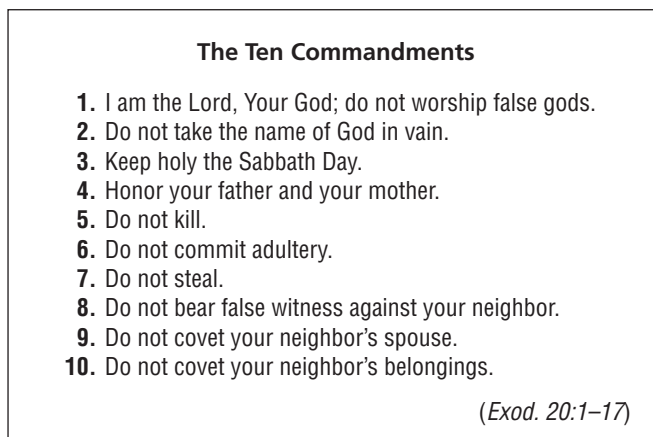 The Ten Commandments
1. I am the Lord, Your God; do not worship false gods.
2. Do not take the name of God in vain.
3. Keep holy the Sabbath Day.
4. Honor your father and your mother.
5. Do not kill.
6. Do not commit adultery.
7. Do not steal.
8. Do not bear false witness against your neighbor.
9. Do not covet your neighbor’s spouse.
10. Do not covet your neighbor’s belongings.
(Exod. 20:1–17)